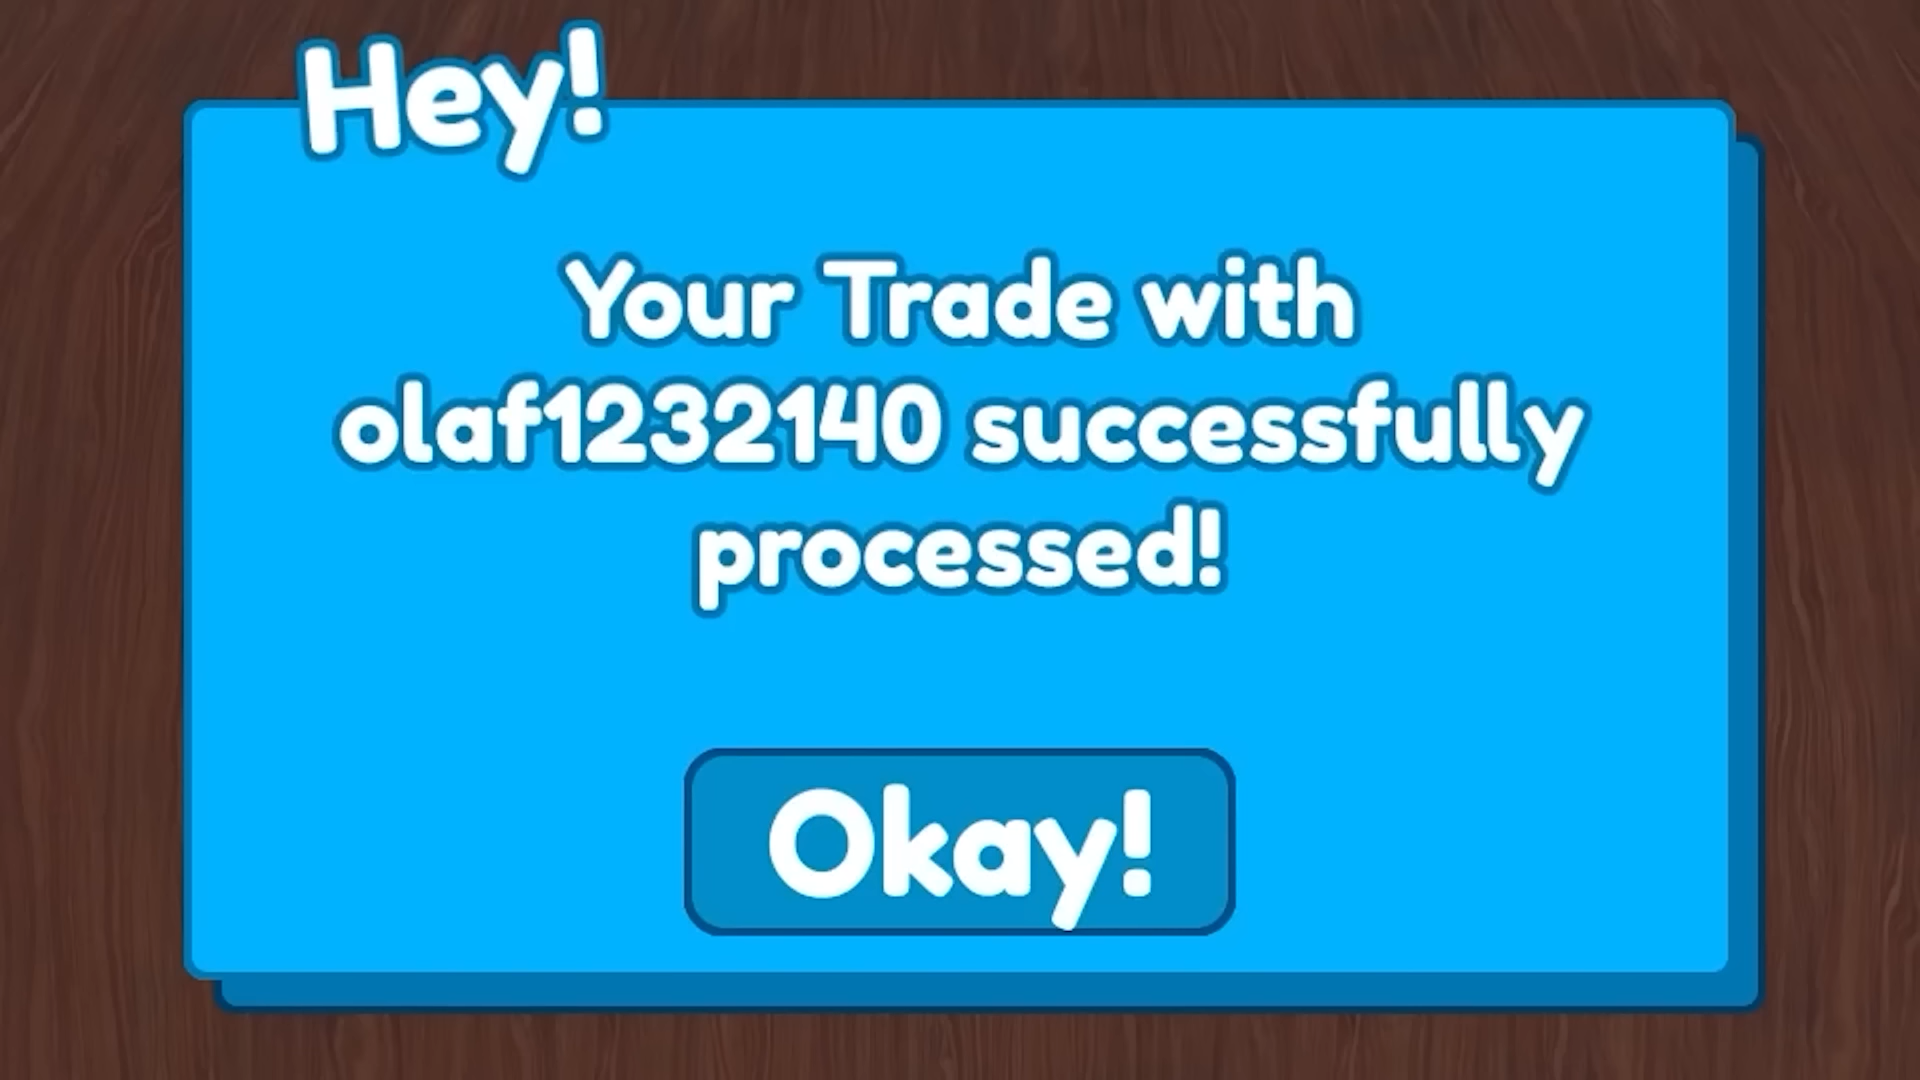 Hey!
Your Trade with
olaf1232140 successfully
processed!
Okay!